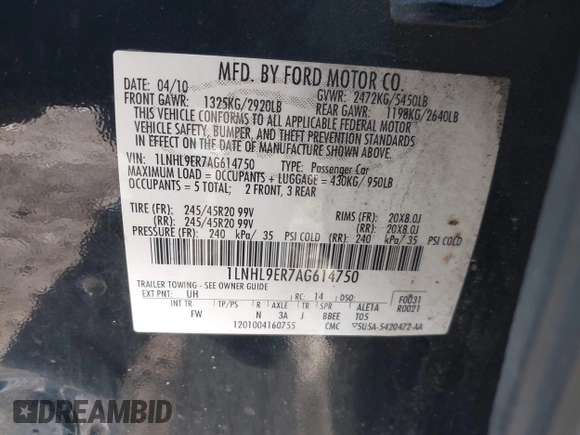 MFD. BY FORD MOTOR CO.
DATE: 04/10 GVWR: 2472KG/5450LB
FRONT GAWR: 1325KG/2920LB REAR GAWR: 1198KG/2640LB
THIS VEHICLE CONFORMS TO ALL APPLICABLE FEDERAL MOTOR
VEHICLE SAFETY, BUMPER, AND THEFT PREVENTION STANDARDS
IN EFFECT ON THE DATE OF MANUFACTURE SHOWN ABOVE.
VIN: 1LNHL9ER7AG614750 TYPE: Passenger Car
MAXIMUM LOAD = OCCUPANTS + LUGGAGE = 430KG/950LB
OCCUPANTS = 5 TOTAL: 2 FRONT, 3 REAR
TIRE (FR): 245/45R20 99V RIMS (FR): 20X8.0J
(RR): 245/45R20 99V (RR): 20X8.0J
PRESSURE (FR): 240 kPa/ 35 PSI COLD (RR): 240 kPa/ 35 PSI COLD
1LNHL9ER7AG614750
TRAILER TOWING - SEE OWNER GUIDE
EXT PNT: UH RC: 14 DSO: F0031
INT TR TP/PS R AXLE TR SPR ALETA R0021
FW N 3A J BBEE T05
1201004160755 CMC 5U5A-5420472-AA
DREAMBID